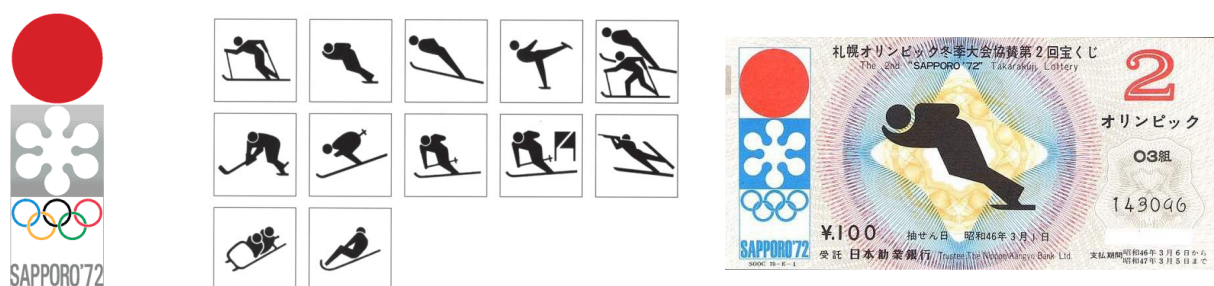 SAPPORO'72
札幌オリンピック冬季大会協賛第2回宝くじ
The 2nd "SAPPORO '72" Takarakuji Lottery
2
オリンピック
03組
143096
¥.100
抽せん日 昭和46年3月1日
SAPPORO'72
受託 日本勧業銀行 Trustee, The Nippon Kangyo Bank Ltd.
支払期間 昭和46年3月6日から
昭和47年3月5日まで